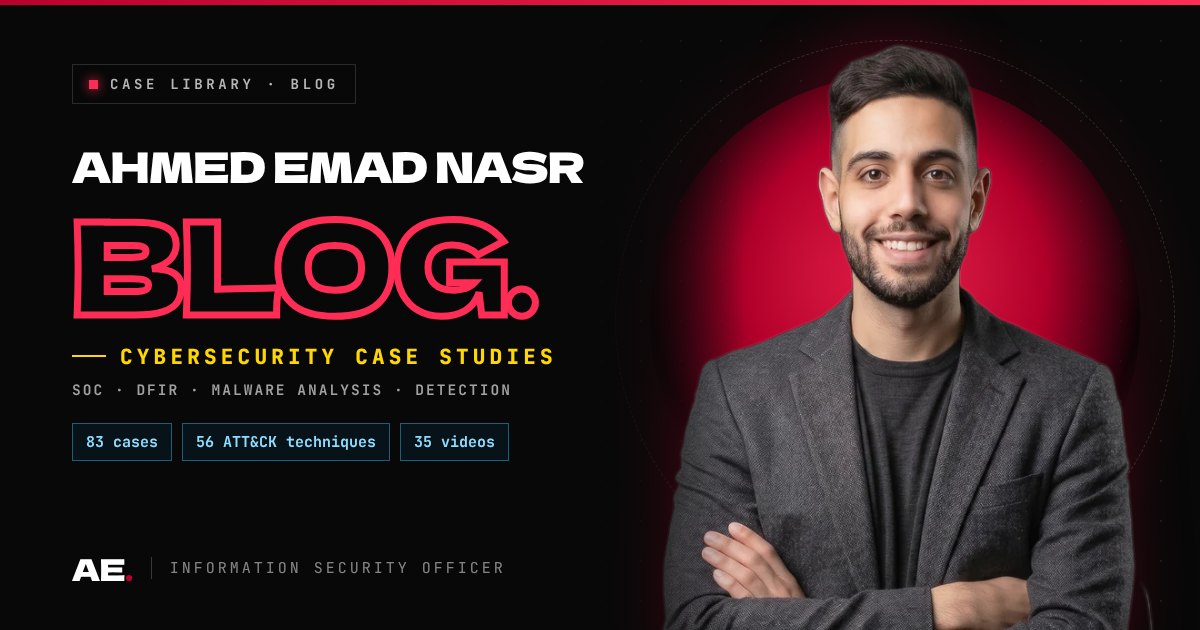 CASE LIBRARY · BLOG
AHMED EMAD NASR
BLOG.
CYBERSECURITY CASE STUDIES
SOC · DFIR · MALWARE ANALYSIS · DETECTION
83 cases 56 ATT&CK techniques 35 videos
AE. INFORMATION SECURITY OFFICER